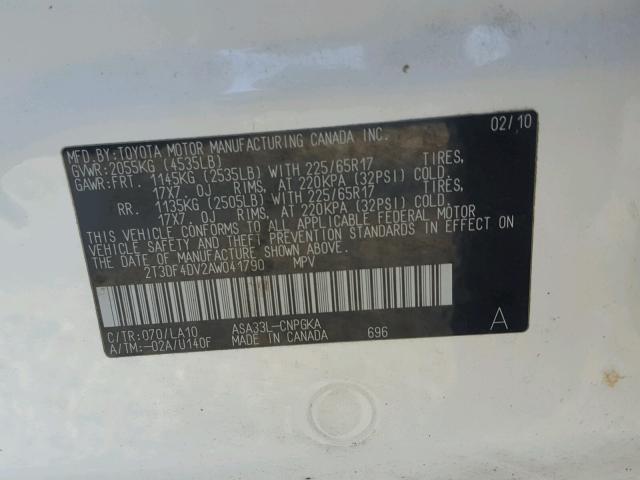 MFD.BY:TOYOTA MOTOR MANUFACTURING CANADA INC. 02/10
GVWR:2055KG (4535LB)
GAWR:FRT. 1145KG (2535LB) WITH 225/65R17 TIRES,
17X7.0J RIMS, AT 220KPA (32PSI) COLD.
RR. 1135KG (2505LB) WITH 225/65R17 TIRES,
17X7.0J RIMS, AT 220KPA (32PSI) COLD.
THIS VEHICLE CONFORMS TO ALL APPLICABLE FEDERAL MOTOR
VEHICLE SAFETY AND THEFT PREVENTION STANDARDS IN EFFECT
ON THE DATE OF MANUFACTURE SHOWN ABOVE.
2T3DF4DV2AW041790 MPV
C/TR:070/LA10 ASA33L-CNPGKA
A/TM:-02A/U140F MADE IN CANADA 696 A